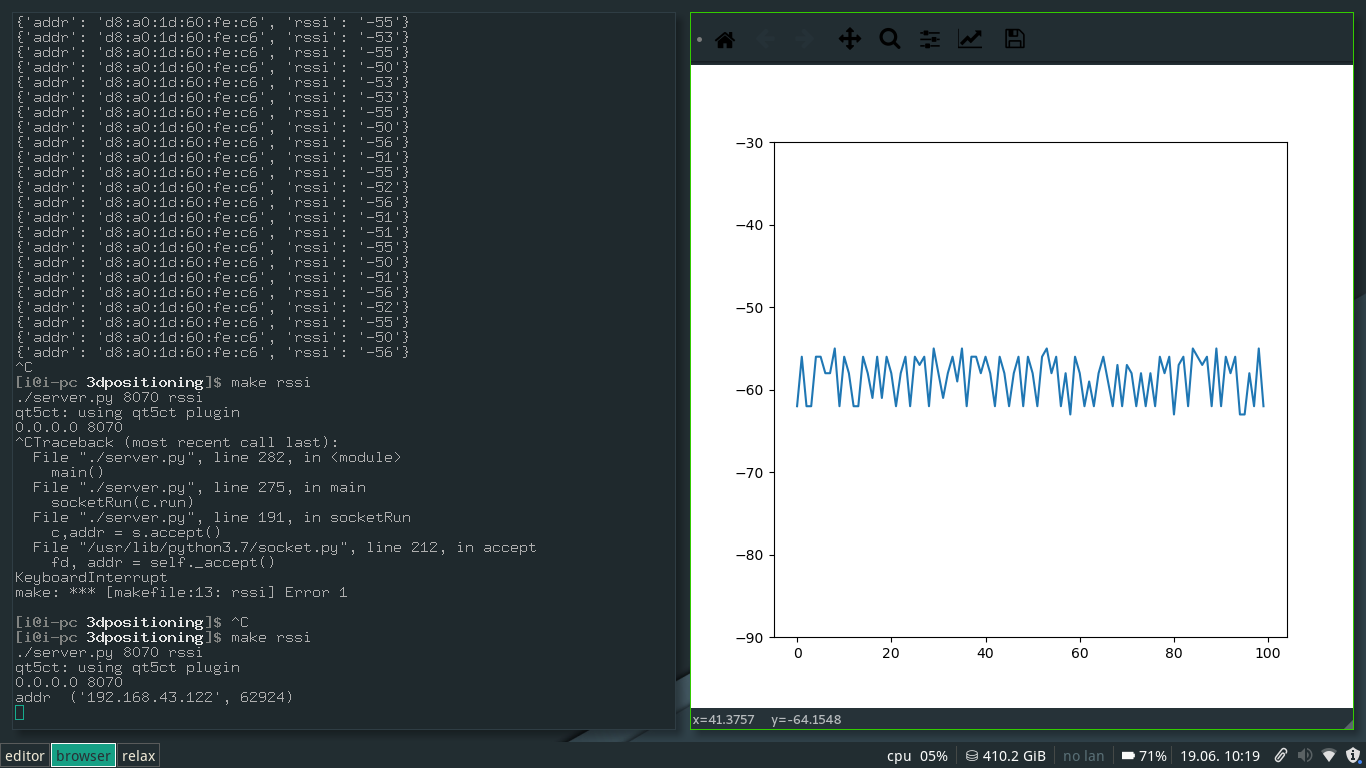 {'addr': 'd8:a0:1d:60:fe:c6', 'rssi': '-55'}
{'addr': 'd8:a0:1d:60:fe:c6', 'rssi': '-53'}
{'addr': 'd8:a0:1d:60:fe:c6', 'rssi': '-55'}
{'addr': 'd8:a0:1d:60:fe:c6', 'rssi': '-50'}
{'addr': 'd8:a0:1d:60:fe:c6', 'rssi': '-53'}
{'addr': 'd8:a0:1d:60:fe:c6', 'rssi': '-53'}
{'addr': 'd8:a0:1d:60:fe:c6', 'rssi': '-55'}
{'addr': 'd8:a0:1d:60:fe:c6', 'rssi': '-50'}
{'addr': 'd8:a0:1d:60:fe:c6', 'rssi': '-56'}
{'addr': 'd8:a0:1d:60:fe:c6', 'rssi': '-51'}
{'addr': 'd8:a0:1d:60:fe:c6', 'rssi': '-55'}
{'addr': 'd8:a0:1d:60:fe:c6', 'rssi': '-52'}
{'addr': 'd8:a0:1d:60:fe:c6', 'rssi': '-56'}
{'addr': 'd8:a0:1d:60:fe:c6', 'rssi': '-51'}
{'addr': 'd8:a0:1d:60:fe:c6', 'rssi': '-51'}
{'addr': 'd8:a0:1d:60:fe:c6', 'rssi': '-55'}
{'addr': 'd8:a0:1d:60:fe:c6', 'rssi': '-50'}
{'addr': 'd8:a0:1d:60:fe:c6', 'rssi': '-51'}
{'addr': 'd8:a0:1d:60:fe:c6', 'rssi': '-56'}
{'addr': 'd8:a0:1d:60:fe:c6', 'rssi': '-52'}
{'addr': 'd8:a0:1d:60:fe:c6', 'rssi': '-55'}
{'addr': 'd8:a0:1d:60:fe:c6', 'rssi': '-50'}
{'addr': 'd8:a0:1d:60:fe:c6', 'rssi': '-56'}
^C
[i@i-pc 3dpositioning]$ make rssi
./server.py 8070 rssi
qt5ct: using qt5ct plugin
0.0.0.0 8070
^CTraceback (most recent call last):
  File "./server.py", line 282, in <module>
    main()
  File "./server.py", line 275, in main
    socketRun(c.run)
  File "./server.py", line 191, in socketRun
    c,addr = s.accept()
  File "/usr/lib/python3.7/socket.py", line 212, in accept
    fd, addr = self._accept()
KeyboardInterrupt
make: *** [makefile:13: rssi] Error 1
[i@i-pc 3dpositioning]$ ^C
[i@i-pc 3dpositioning]$ make rssi
./server.py 8070 rssi
qt5ct: using qt5ct plugin
0.0.0.0 8070
addr  ('192.168.43.122', 62924)
−30
−40
−50
−60
−70
−80
−90
0 20 40 60 80 100
x=41.3757 y=-64.1548
editor browser relax cpu 05% 410.2 GiB no lan 71% 19.06. 10:19